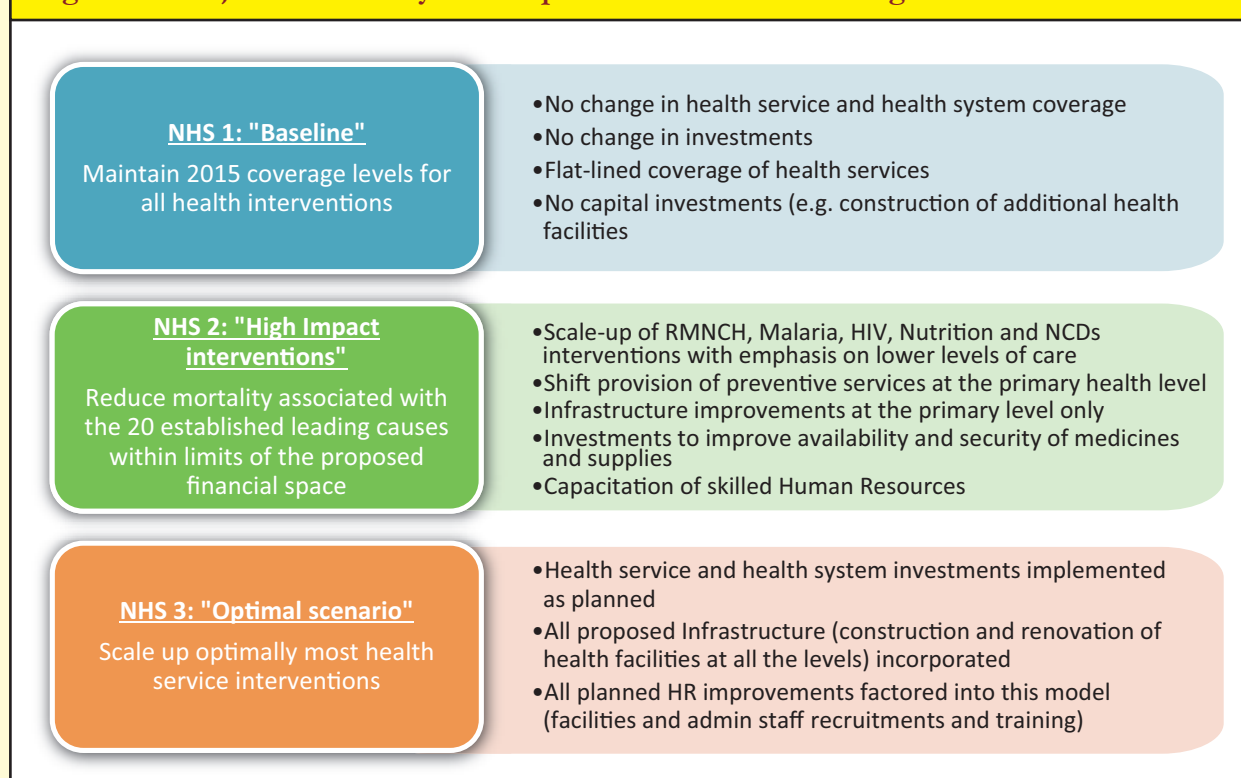 NHS 1: "Baseline"
Maintain 2015 coverage levels for
all health interventions
•No change in health service and health system coverage
•No change in investments
•Flat-lined coverage of health services
•No capital investments (e.g. construction of additional health
facilities
NHS 2: "High Impact
interventions"
Reduce mortality associated with
the 20 established leading causes
within limits of the proposed
financial space
•Scale-up of RMNCH, Malaria, HIV, Nutrition and NCDs
interventions with emphasis on lower levels of care
•Shift provision of preventive services at the primary health level
•Infrastructure improvements at the primary level only
•Investments to improve availability and security of medicines
and supplies
•Capacitation of skilled Human Resources
NHS 3: "Optimal scenario"
Scale up optimally most health
service interventions
•Health service and health system investments implemented
as planned
•All proposed Infrastructure (construction and renovation of
health facilities at all the levels) incorporated
•All planned HR improvements factored into this model
(facilities and admin staff recruitments and training)